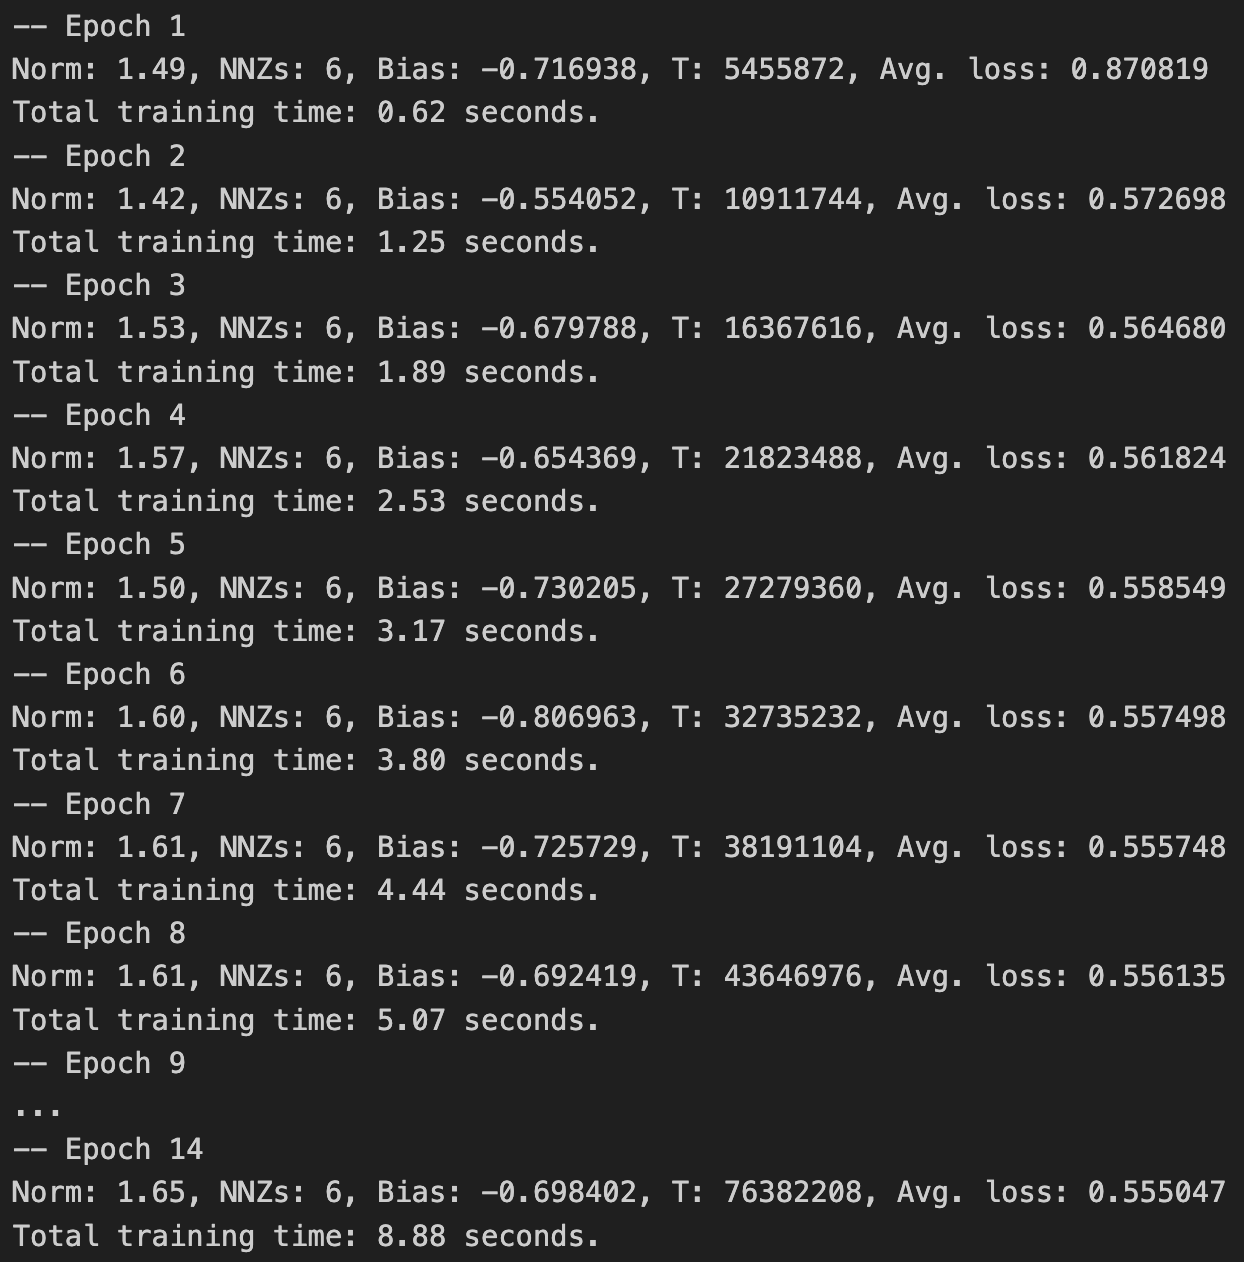 -- Epoch 1
Norm: 1.49, NNZs: 6, Bias: -0.716938, T: 5455872, Avg. loss: 0.870819
Total training time: 0.62 seconds.
-- Epoch 2
Norm: 1.42, NNZs: 6, Bias: -0.554052, T: 10911744, Avg. loss: 0.572698
Total training time: 1.25 seconds.
-- Epoch 3
Norm: 1.53, NNZs: 6, Bias: -0.679788, T: 16367616, Avg. loss: 0.564680
Total training time: 1.89 seconds.
-- Epoch 4
Norm: 1.57, NNZs: 6, Bias: -0.654369, T: 21823488, Avg. loss: 0.561824
Total training time: 2.53 seconds.
-- Epoch 5
Norm: 1.50, NNZs: 6, Bias: -0.730205, T: 27279360, Avg. loss: 0.558549
Total training time: 3.17 seconds.
-- Epoch 6
Norm: 1.60, NNZs: 6, Bias: -0.806963, T: 32735232, Avg. loss: 0.557498
Total training time: 3.80 seconds.
-- Epoch 7
Norm: 1.61, NNZs: 6, Bias: -0.725729, T: 38191104, Avg. loss: 0.555748
Total training time: 4.44 seconds.
-- Epoch 8
Norm: 1.61, NNZs: 6, Bias: -0.692419, T: 43646976, Avg. loss: 0.556135
Total training time: 5.07 seconds.
-- Epoch 9
...
-- Epoch 14
Norm: 1.65, NNZs: 6, Bias: -0.698402, T: 76382208, Avg. loss: 0.555047
Total training time: 8.88 seconds.